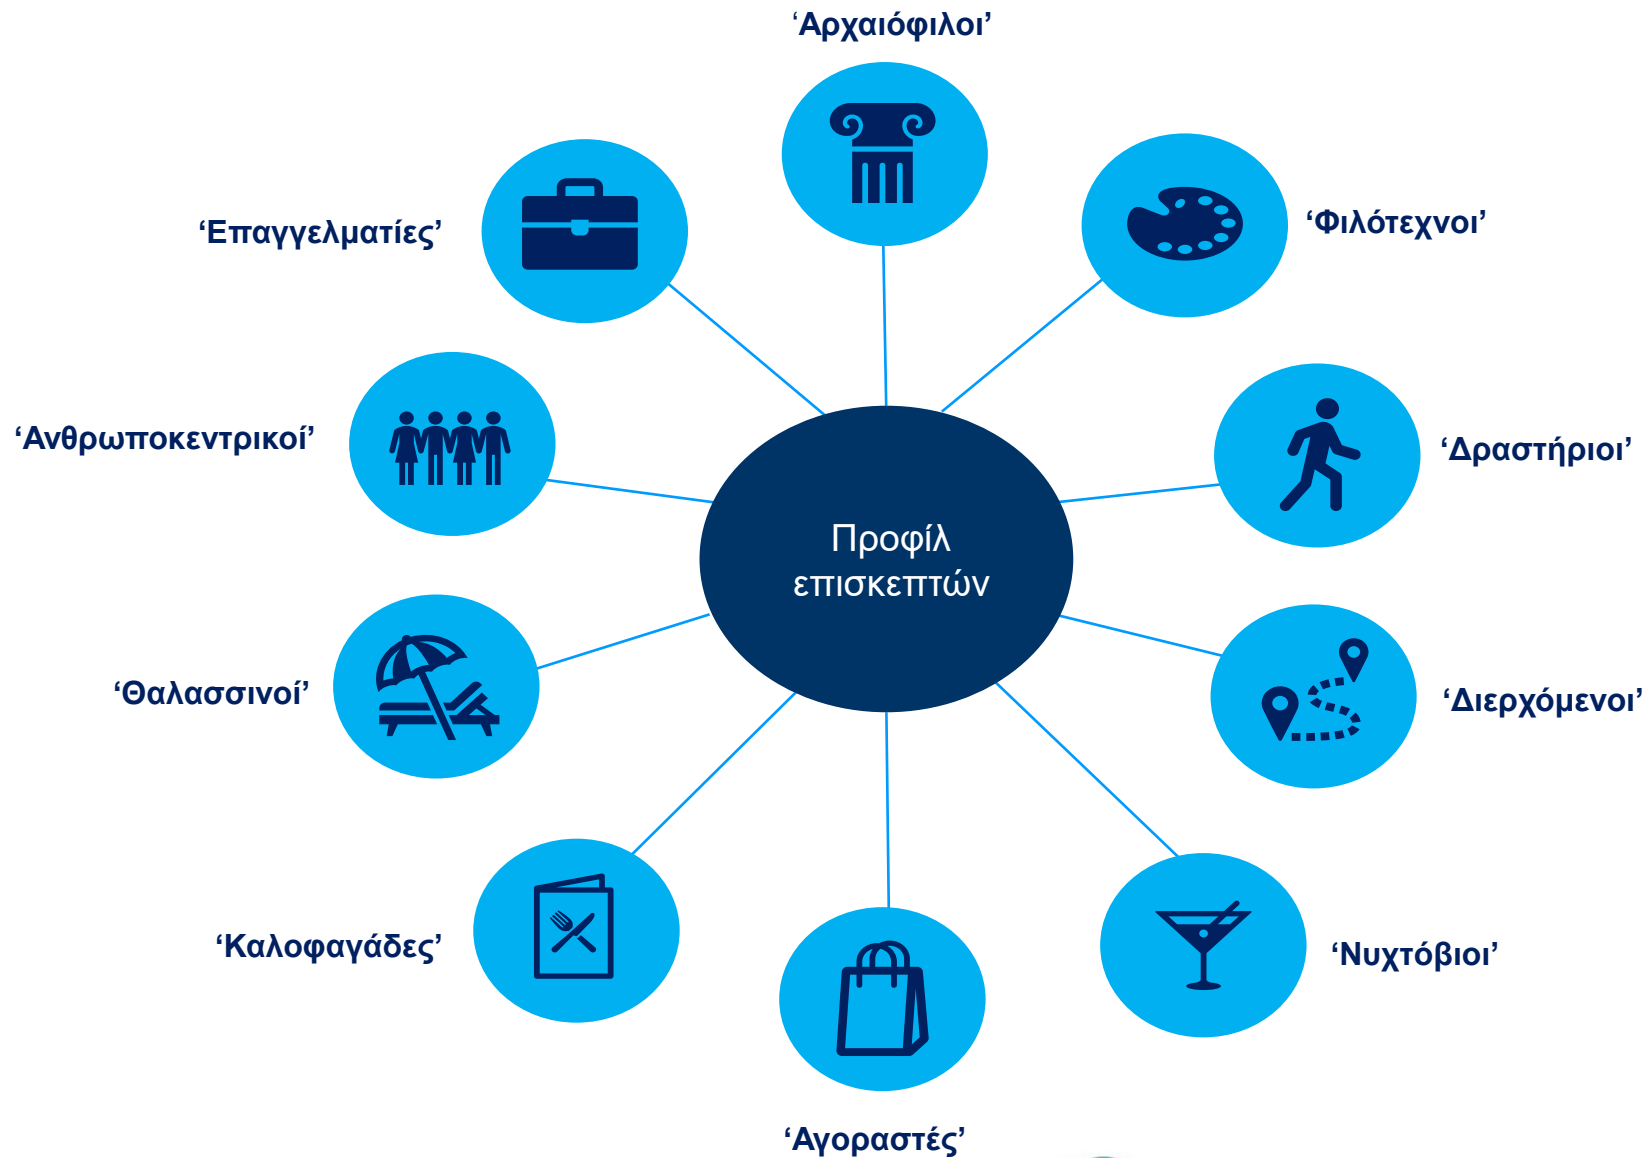 ‘Αρχαιόφιλοι’
‘Επαγγελματίες’
‘Φιλότεχνοι’
‘Ανθρωποκεντρικοί’
‘Δραστήριοι’
Προφίλ
επισκεπτών
‘Θαλασσινοί’
‘Διερχόμενοι’
‘Καλοφαγάδες’
‘Νυχτόβιοι’
‘Αγοραστές’